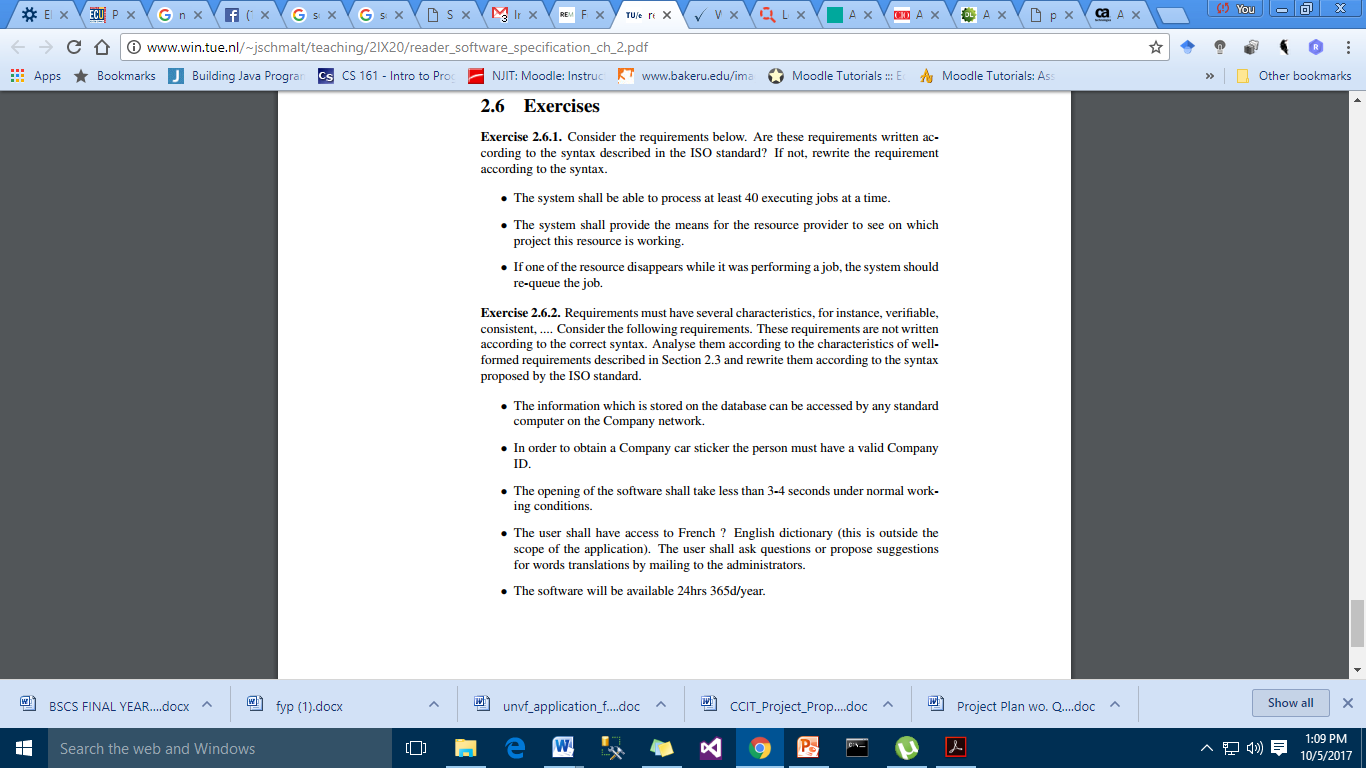 Ei
P
n
(
s
s
s
S
3 Ir
REM F
TU/e re
V
L
A
CIO A
OL A
p
ca A
You
www.win.tue.nl/~jschmalt/teaching/2IX20/reader_software_specification_ch_2.pdf
R
Apps Bookmarks J Building Java Program CS CS 161 - Intro to Prog NJIT: Moodle: Instruc www.bakeru.edu/ima Moodle Tutorials ::: E Moodle Tutorials: Ass » Other bookmarks
2.6 Exercises
Exercise 2.6.1. Consider the requirements below. Are these requirements written ac-
cording to the syntax described in the ISO standard? If not, rewrite the requirement
according to the syntax.
• The system shall be able to process at least 40 executing jobs at a time.
• The system shall provide the means for the resource provider to see on which
project this resource is working.
• If one of the resource disappears while it was performing a job, the system should
re-queue the job.
Exercise 2.6.2. Requirements must have several characteristics, for instance, verifiable,
consistent, .... Consider the following requirements. These requirements are not written
according to the correct syntax. Analyse them according to the characteristics of well-
formed requirements described in Section 2.3 and rewrite them according to the syntax
proposed by the ISO standard.
• The information which is stored on the database can be accessed by any standard
computer on the Company network.
• In order to obtain a Company car sticker the person must have a valid Company
ID.
• The opening of the software shall take less than 3-4 seconds under normal work-
ing conditions.
• The user shall have access to French ? English dictionary (this is outside the
scope of the application). The user shall ask questions or propose suggestions
for words translations by mailing to the administrators.
• The software will be available 24hrs 365d/year.
BSCS FINAL YEAR....docx fyp (1).docx unvf_application_f....doc CCIT_Project_Prop....doc Project Plan wo. Q....doc Show all
Search the web and Windows
1:09 PM
10/5/2017